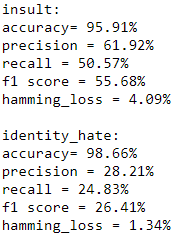 insult:
accuracy= 95.91%
precision = 61.92%
recall = 50.57%
f1 score = 55.68%
hamming_loss = 4.09%

identity_hate:
accuracy= 98.66%
precision = 28.21%
recall = 24.83%
f1 score = 26.41%
hamming_loss = 1.34%